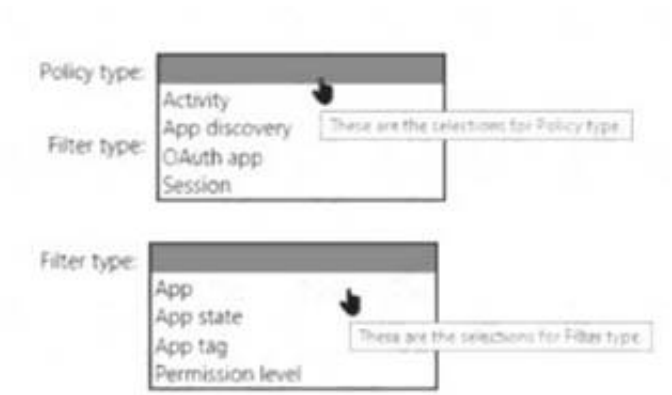 Policy type:
Activity
App discovery
These are the selections for Policy type.
Filter type:
OAuth app
Session
Filter type:
App
App state
These are the selections for Filter type.
App tag
Permission level